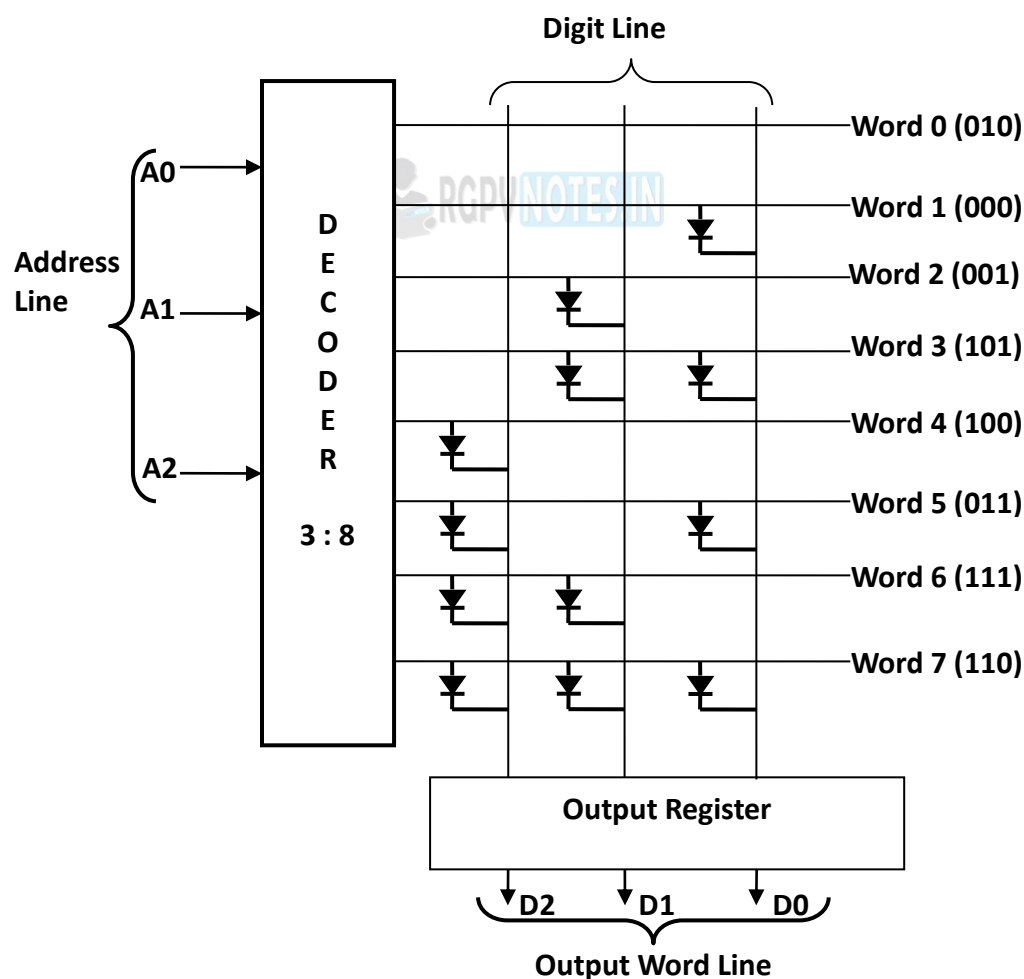 Digit Line
Word 0 (010)
A0
RGPVNOTES.IN
Word 1 (000)
Address
Line
Word 2 (001)
A1
Word 3 (101)
D
E
C
O
D
E
R
3 : 8
Word 4 (100)
A2
Word 5 (011)
Word 6 (111)
Word 7 (110)
Output Register
D2 D1 D0
Output Word Line